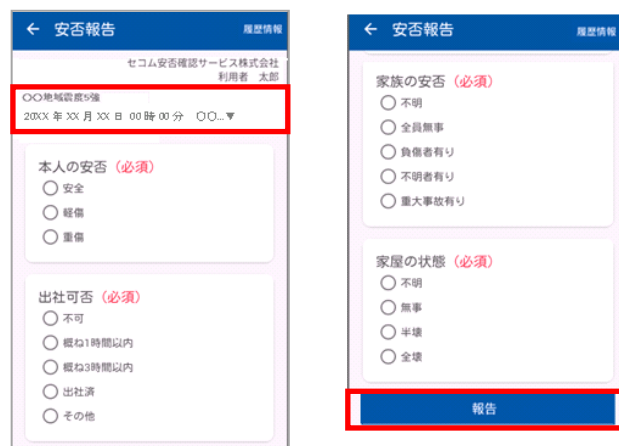 ← 安否報告 履歴情報
セコム安否確認サービス株式会社
利用者 太郎
〇〇地域震度5強
20XX 年 XX 月 XX 日 00 時 00 分 〇〇...▼
本人の安否（必須）
安全
軽傷
重傷
出社可否（必須）
不可
概ね1時間以内
概ね3時間以内
出社済
その他
← 安否報告 履歴情報
家族の安否（必須）
不明
全員無事
負傷者有り
不明者有り
重大事故有り
家屋の状態（必須）
不明
無事
半壊
全壊
報告